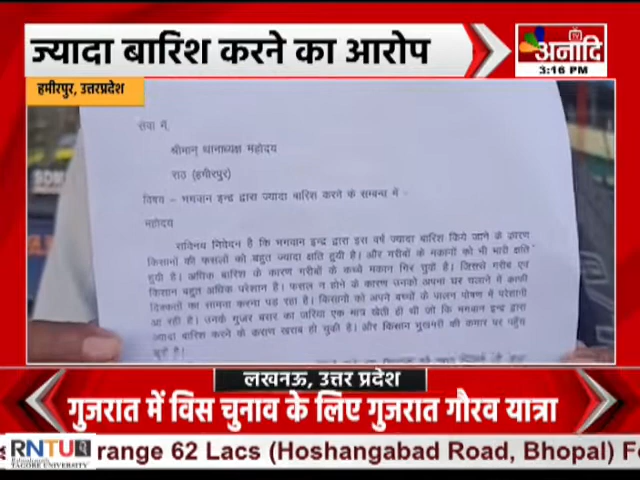 ज्यादा बारिश करने का आरोप
अनादि
TV
3:16 PM
हमीरपुर, उत्तरप्रदेश
सेवा में,
श्रीमान् थानाध्यक्ष महोदय
राठ (हमीरपुर)
विषय – भगवान इन्द्र द्वारा ज्यादा बारिस करने के सम्बन्ध में -
महोदय
सविनय निवेदन है कि भगवान इन्द्र द्वारा इस वर्ष ज्यादा बारिस किये जाने के कारण
किसानों की फसलों को बहुत ज्यादा क्षति हुयी है। और गरीबों के मकानों को भी भारी क्षति
हुयी है। अधिक बारिश के कारण गरीबों के कच्चे मकान गिर चुके है। जिससे गरीब एवं
किसान बहुत अधिक परेशान है। फसल न होने के कारण उनको अपना घर चलाने में काफी
दिक्कतों का सामना करना पड़ रहा है। किसानों को अपने बच्चों के पालन पोषण में परेशानी
आ रही है। उनके गुजर बसर का जरिया एक मात्र खेती ही थी जो कि भगवान इन्द्र द्वारा
ज्यादा बारिश करने के कारण खराब हो चुकी है। और किसान भुखमरी की कगार पर पहुँच
चुके है।
लखनऊ, उत्तर प्रदेश
गुजरात में विस चुनाव के लिए गुजरात गौरव यात्रा
RNTU
Rabindranath
TAGORE UNIVERSITY
range 62 Lacs (Hoshangabad Road, Bhopal) Fo